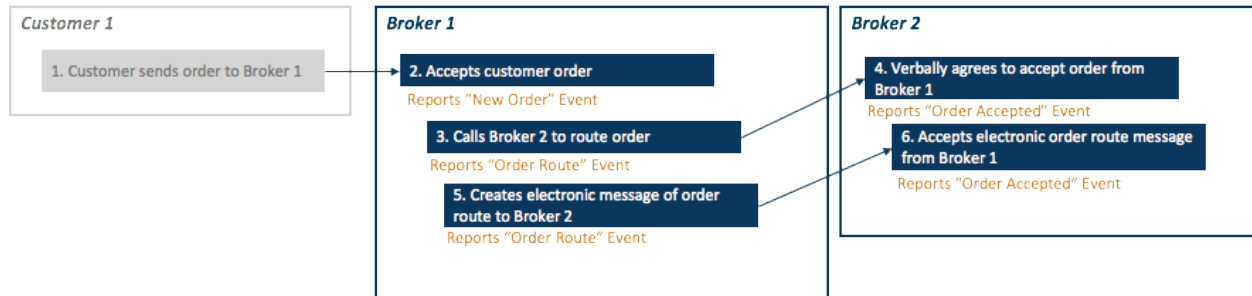 Customer 1
1. Customer sends order to Broker 1
Broker 1
2. Accepts customer order
Reports “New Order” Event
3. Calls Broker 2 to route order
Reports “Order Route” Event
5. Creates electronic message of order
route to Broker 2
Reports “Order Route” Event
Broker 2
4. Verbally agrees to accept order from
Broker 1
Reports “Order Accepted” Event
6. Accepts electronic order route message
from Broker 1
Reports “Order Accepted” Event